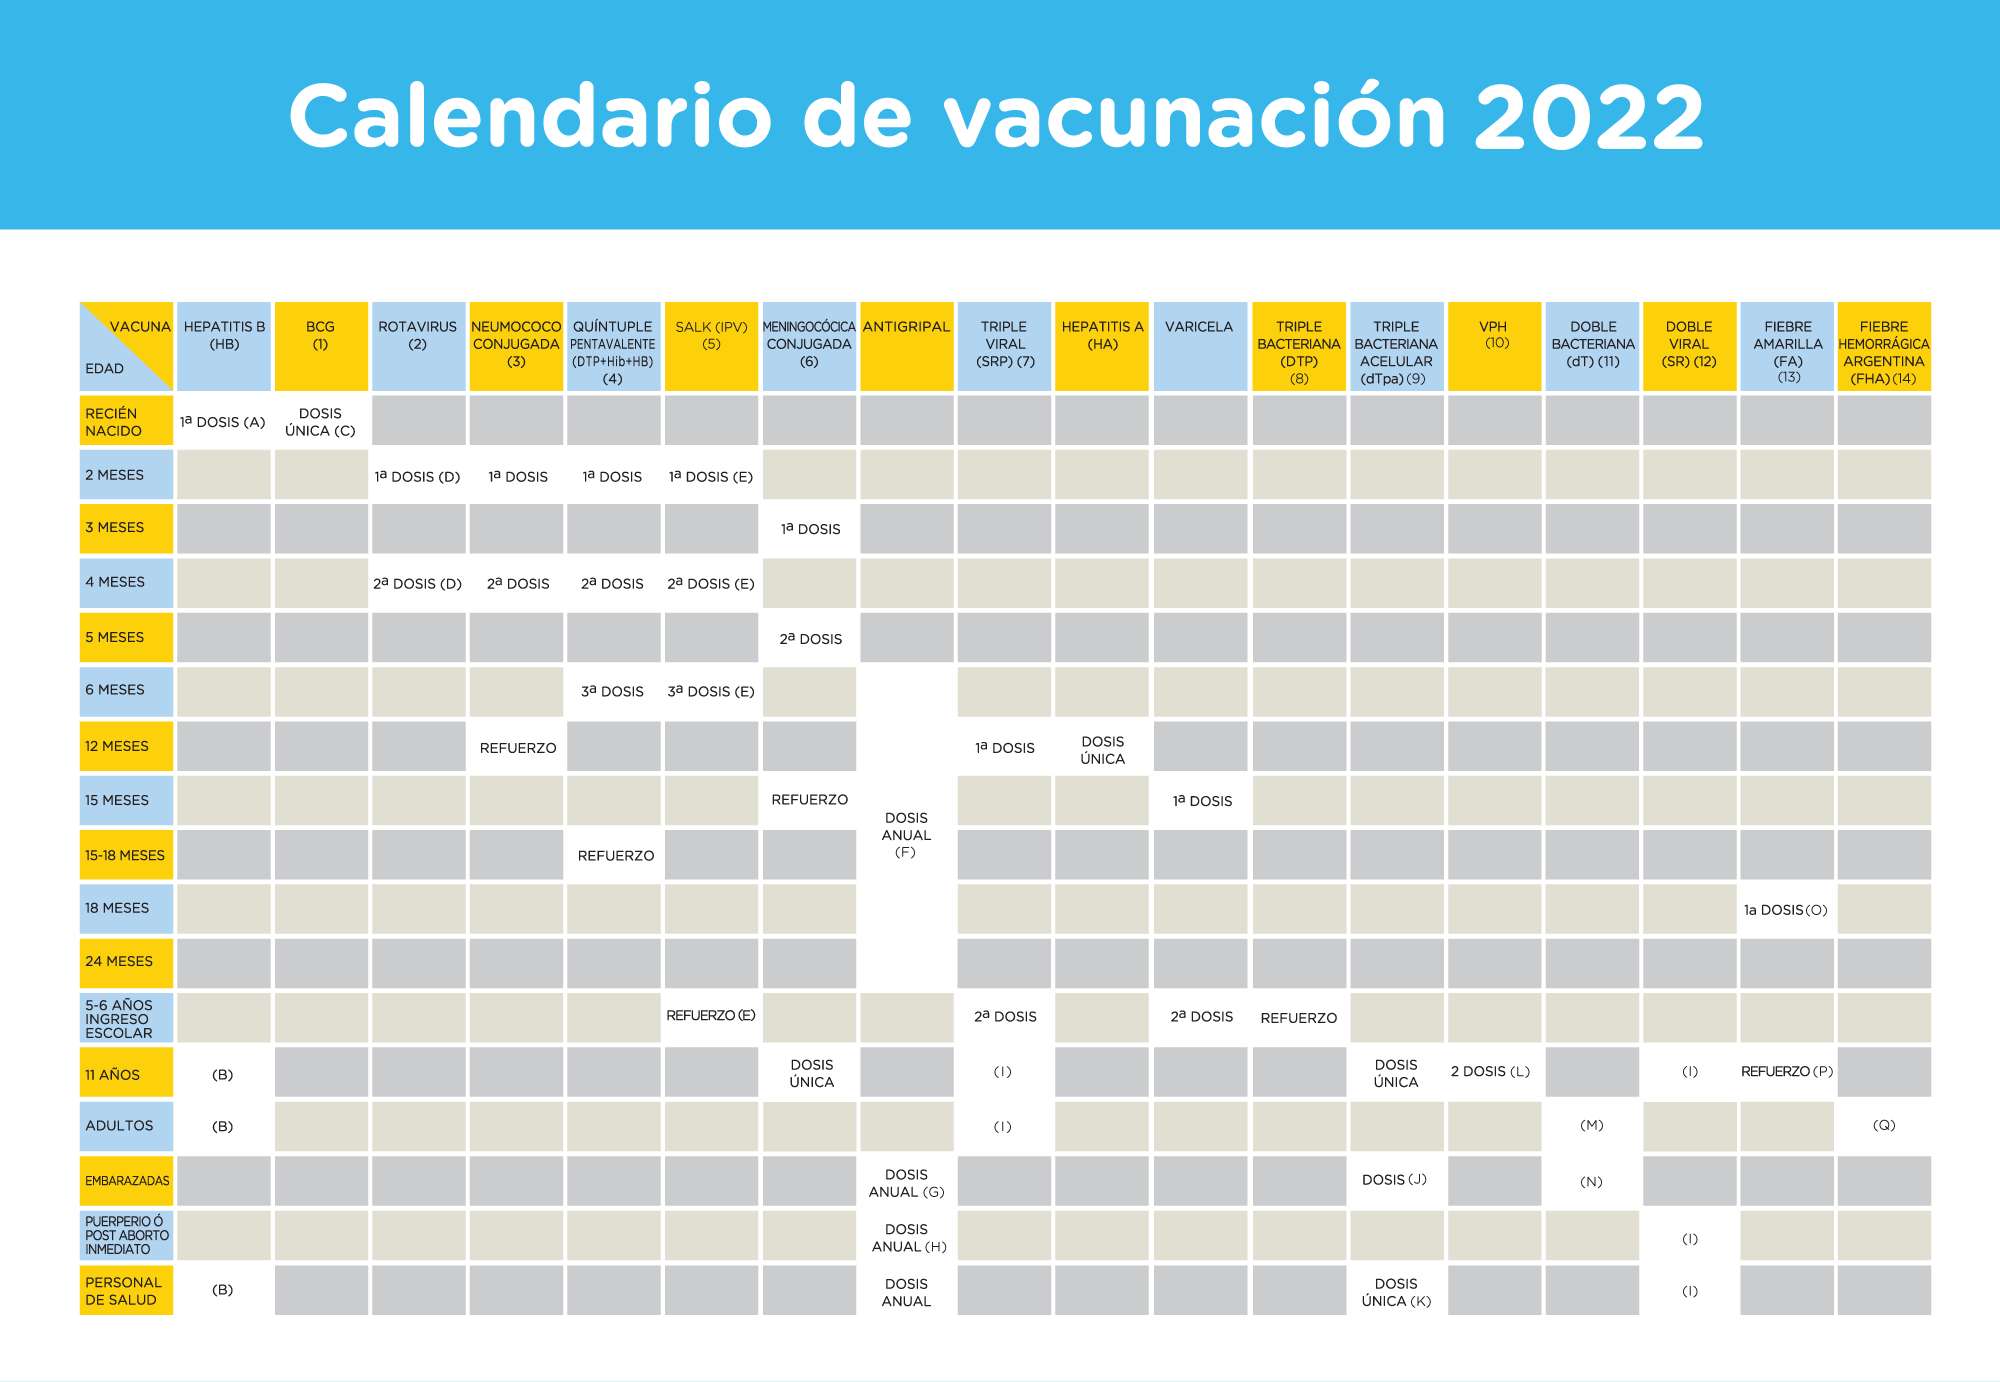 Calendario de vacunación 2022
VACUNA
EDAD
HEPATITIS B
(HB)
BCG
(1)
ROTAVIRUS
(2)
NEUMOCOCO
CONJUGADA
(3)
QUÍNTUPLE
PENTAVALENTE
(DTP+Hib+HB)
(4)
SALK (IPV)
(5)
MENINGOCÓCICA
CONJUGADA
(6)
ANTIGRIPAL
TRIPLE
VIRAL
(SRP) (7)
HEPATITIS A
(HA)
VARICELA
TRIPLE
BACTERIANA
(DTP)
(8)
TRIPLE
BACTERIANA
ACELULAR
(dTpa) (9)
VPH
(10)
DOBLE
BACTERIANA
(dT) (11)
DOBLE
VIRAL
(SR) (12)
FIEBRE
AMARILLA
(FA)
(13)
FIEBRE
HEMORRÁGICA
ARGENTINA
(FHA) (14)
RECIÉN
NACIDO
1ª DOSIS (A)
DOSIS
ÚNICA (C)
2 MESES
1ª DOSIS (D)
1ª DOSIS
1ª DOSIS
1ª DOSIS (E)
3 MESES
1ª DOSIS
4 MESES
2ª DOSIS (D)
2ª DOSIS
2ª DOSIS
2ª DOSIS (E)
5 MESES
2ª DOSIS
6 MESES
3ª DOSIS
3ª DOSIS (E)
DOSIS
ANUAL
(F)
12 MESES
REFUERZO
1ª DOSIS
DOSIS
ÚNICA
15 MESES
REFUERZO
1ª DOSIS
15-18 MESES
REFUERZO
18 MESES
1a DOSIS (O)
24 MESES
5-6 AÑOS
INGRESO
ESCOLAR
REFUERZO (E)
2ª DOSIS
2ª DOSIS
REFUERZO
11 AÑOS
(B)
DOSIS
ÚNICA
(I)
DOSIS
ÚNICA
2 DOSIS (L)
(I)
REFUERZO (P)
ADULTOS
(B)
(I)
(M)
(Q)
EMBARAZADAS
DOSIS
ANUAL (G)
DOSIS (J)
(N)
PUERPERIO Ó
POST ABORTO
INMEDIATO
DOSIS
ANUAL (H)
(I)
PERSONAL
DE SALUD
(B)
DOSIS
ANUAL
DOSIS
ÚNICA (K)
(I)